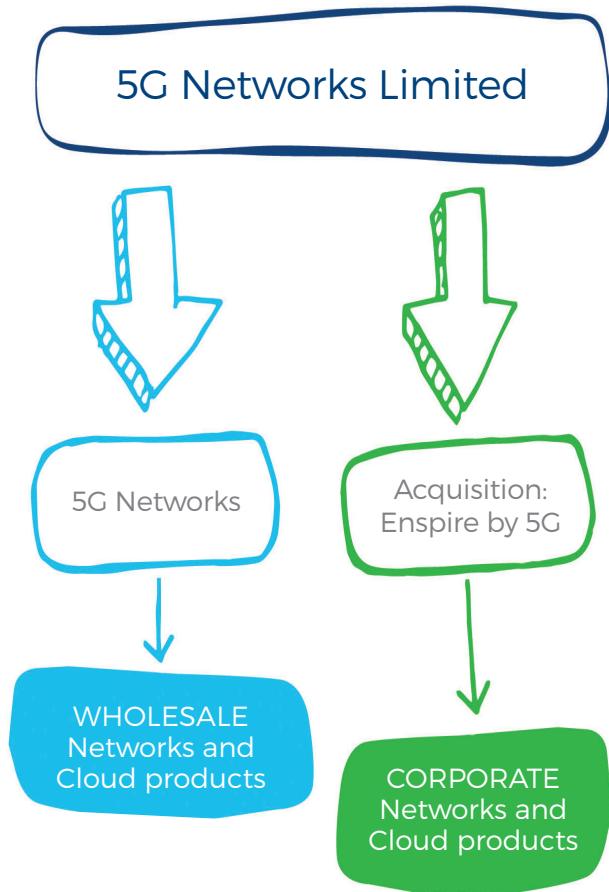 5G Networks Limited
5G Networks
Acquisition:
Enspire by 5G
WHOLESALE
Networks and
Cloud products
CORPORATE
Networks and
Cloud products